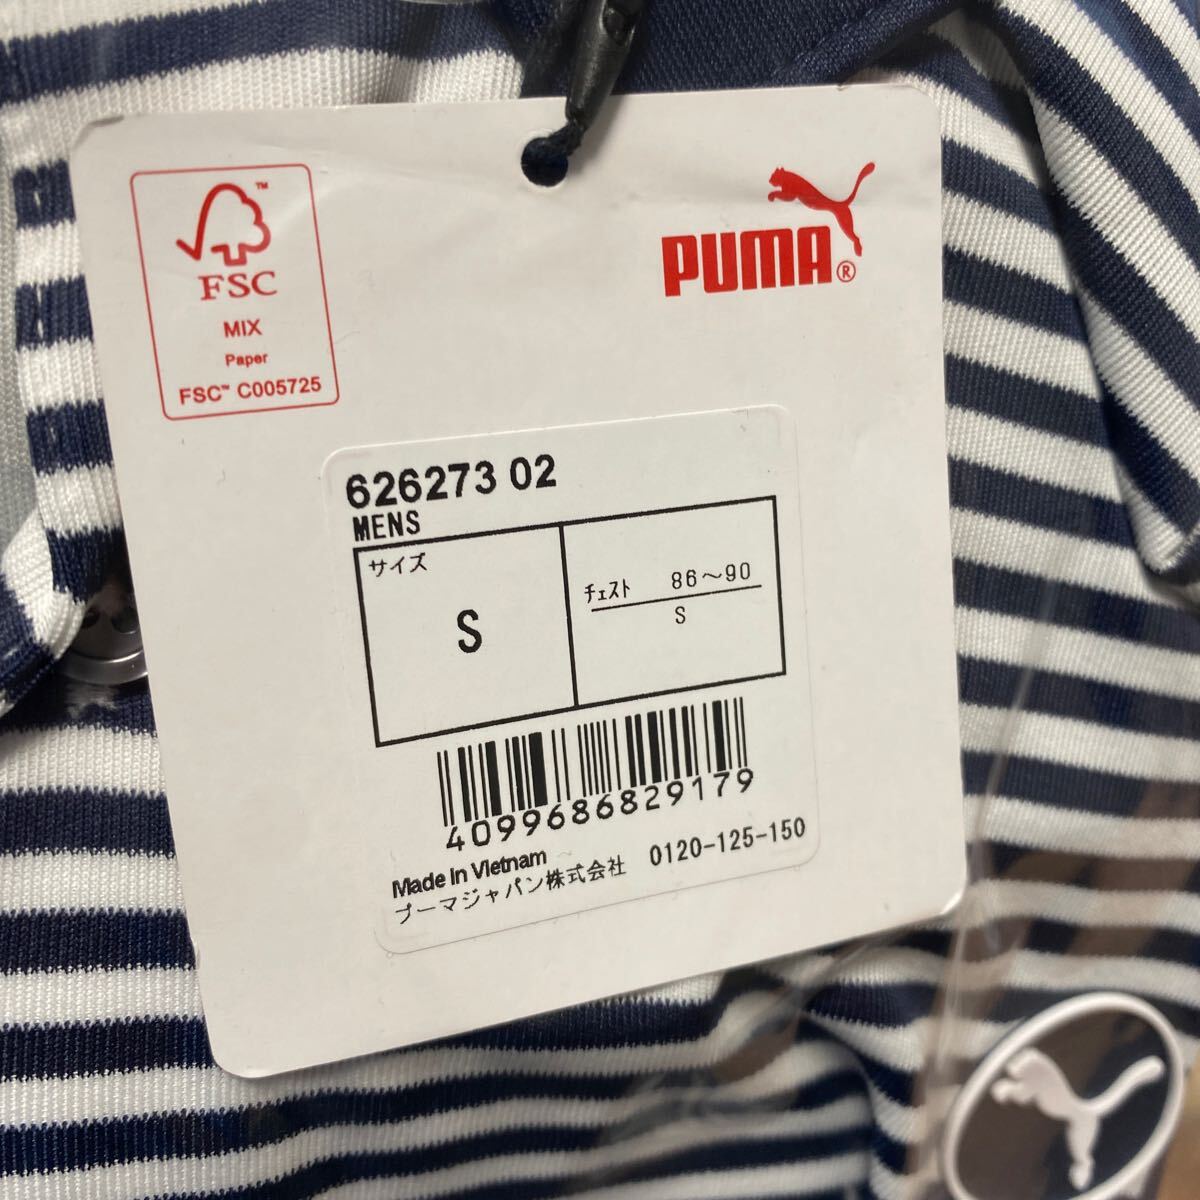 FSC™
MIX
Paper
FSC™ C005725
PUMA®
626273 02
MENS
サイズ
S
チェスト 86～90
S
4099686829179
Made In Vietnam
プーマジャパン株式会社 0120-125-150